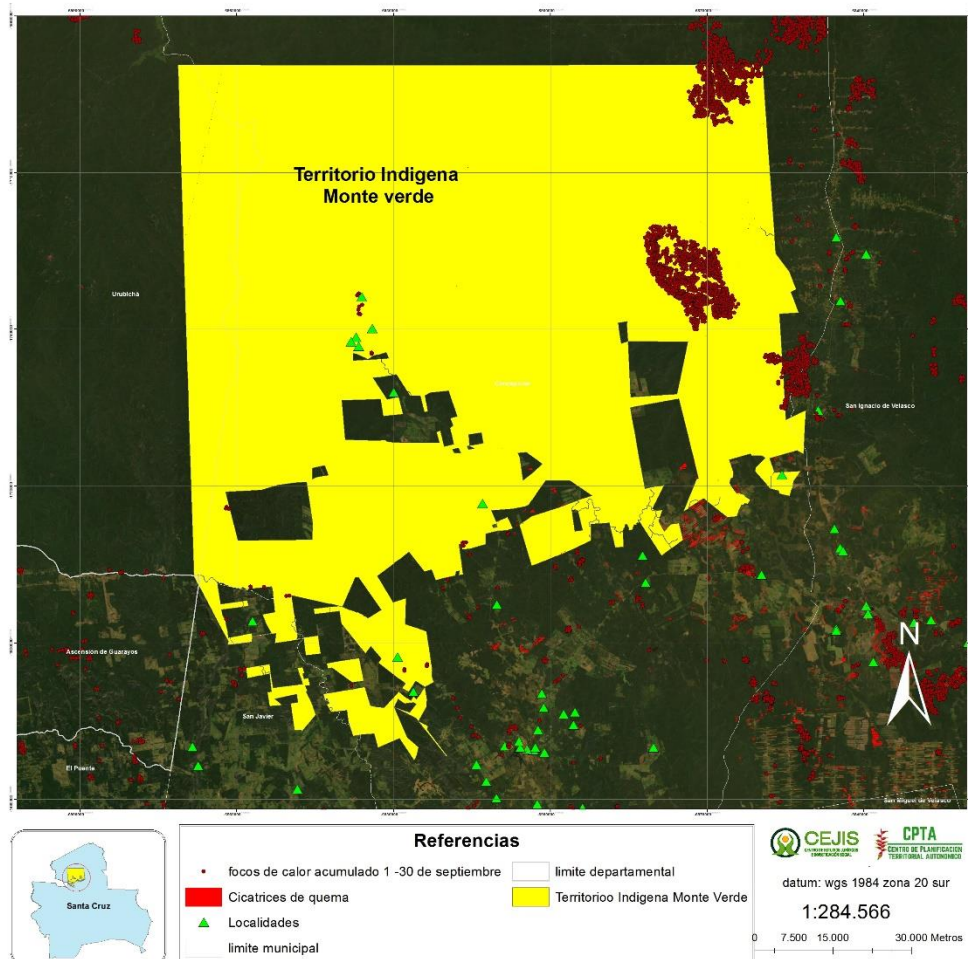 Territorio Indigena
Monte verde
Urubichá
San Ignacio de Velasco
Ascensión de Guarayos
San Javier
El Puente
San Miguel de Velasco
N
Referencias
focos de calor acumulado 1 -30 de septiembre
Cicatrices de quema
Localidades
limite municipal
limite departamental
Territorio Indigena Monte Verde
Santa Cruz
CEJIS
CPTA
CENTRO DE PLANIFICACIÓN
TERRITORIAL AUTONÓMICO
datum: wgs 1984 zona 20 sur
1:284.566
0 7.500 15.000 30.000 Metros